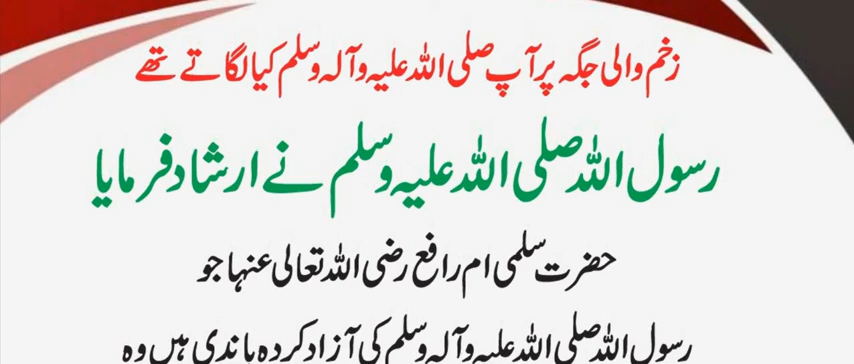 زخم والی جگہ پر آپ صلی اللہ علیہ وآلہ وسلم کیا لگاتے تھے
رسول اللہ صلی اللہ علیہ وسلم نے ارشاد فرمایا
حضرت سلمی ام رافع رضی اللہ تعالی عنہا جو
رسول اللہ صلی اللہ علیہ وآلہ وسلم کی آزاد کردہ باندی ہیں وہ